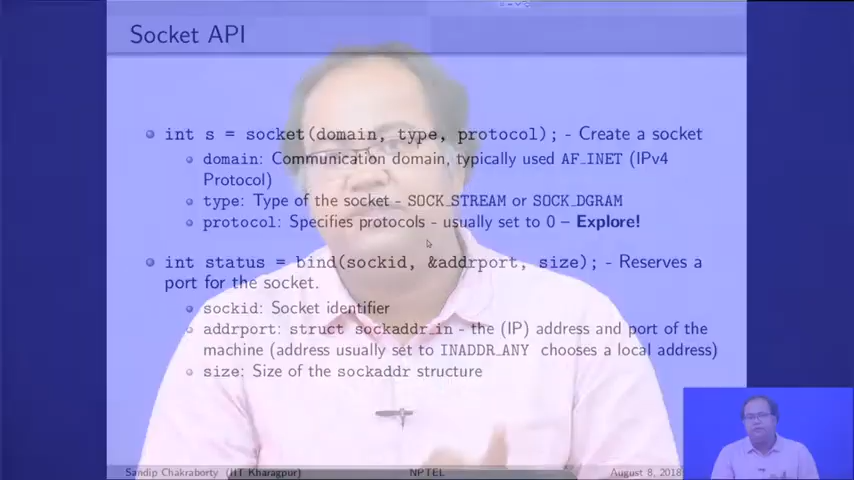 Socket API
int s = socket(domain, type, protocol); - Create a socket
domain: Communication domain, typically used AF_INET (IPv4
Protocol)
type: Type of the socket - SOCK_STREAM or SOCK_DGRAM
protocol: Specifies protocols - usually set to 0 – Explore!
int status = bind(sockid, &addrport, size); - Reserves a
port for the socket.
sockid: Socket identifier
addrport: struct sockaddr_in - the (IP) address and port of the
machine (address usually set to INADDR_ANY chooses a local address)
size: Size of the sockaddr structure
Sandip Chakraborty (IIT Kharagpur) NPTEL August 8, 2018